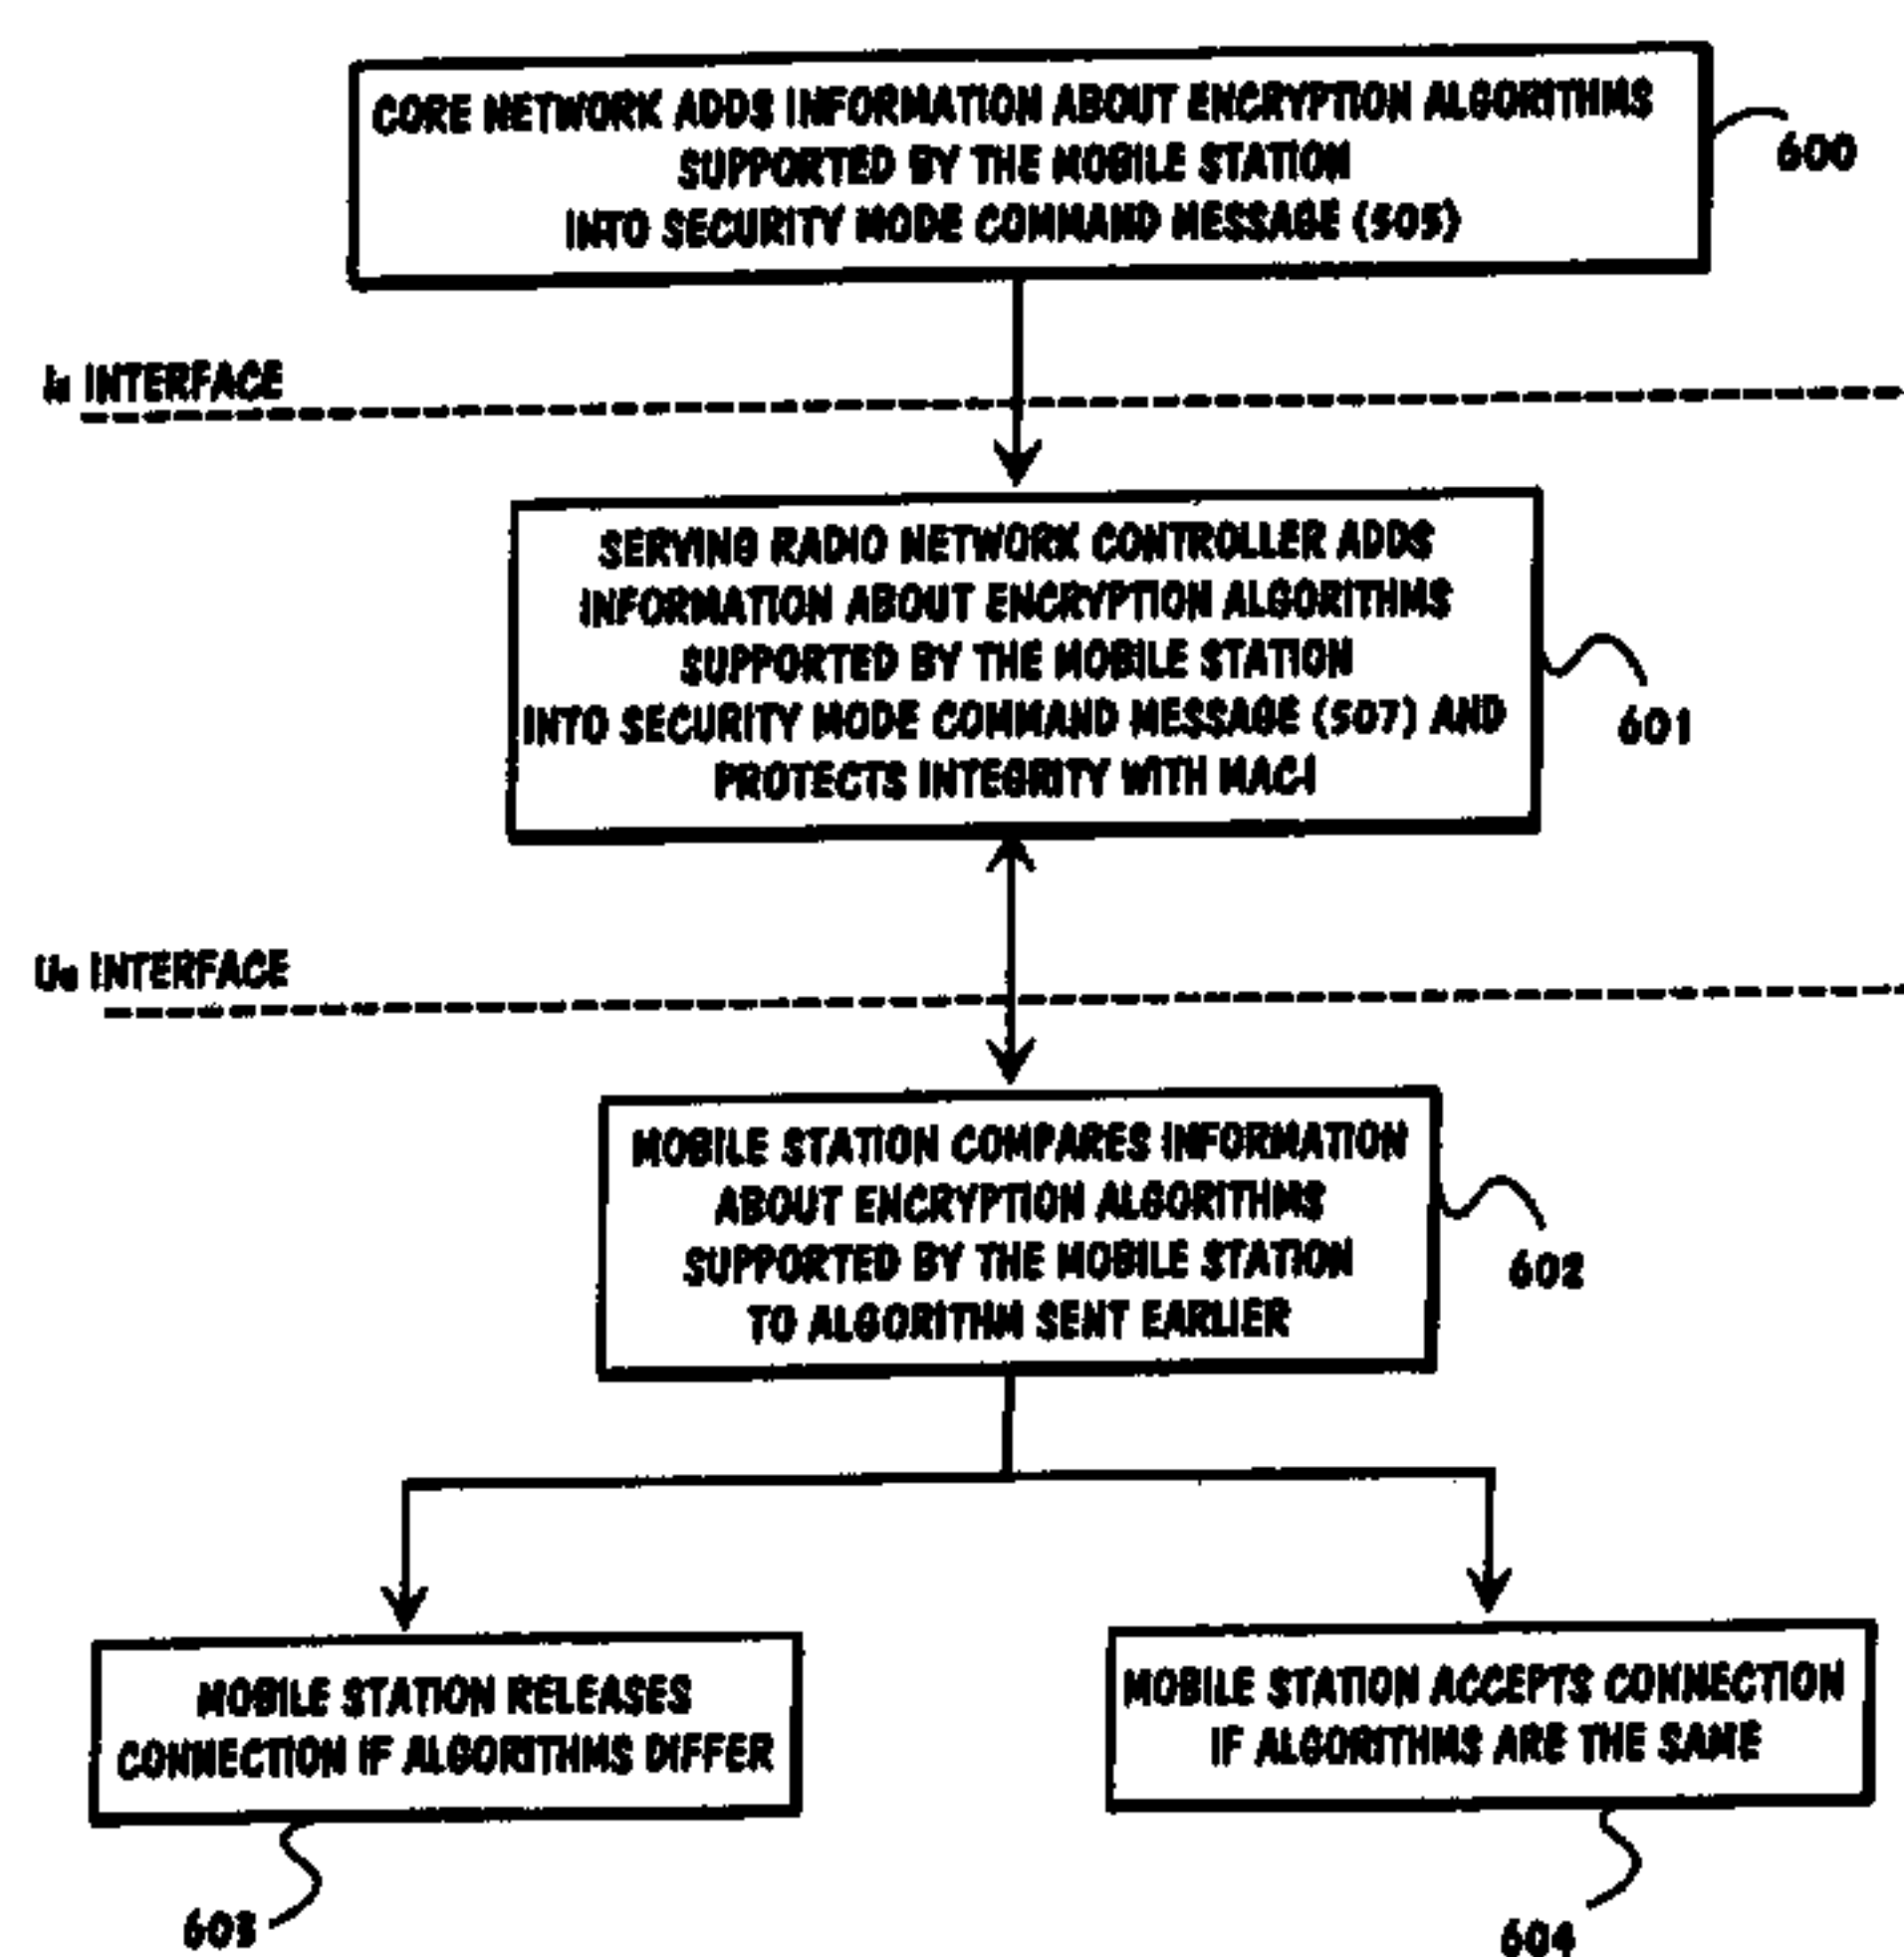 CORE NETWORK ADDS INFORMATION ABOUT ENCRYPTION ALGORITHMS
SUPPORTED BY THE MOBILE STATION
INTO SECURITY MODE COMMAND MESSAGE (505)
600
Iu INTERFACE
SERVING RADIO NETWORK CONTROLLER ADDS
INFORMATION ABOUT ENCRYPTION ALGORITHMS
SUPPORTED BY THE MOBILE STATION
INTO SECURITY MODE COMMAND MESSAGE (507) AND
PROTECTS INTEGRITY WITH MAC-I
601
Uu INTERFACE
MOBILE STATION COMPARES INFORMATION
ABOUT ENCRYPTION ALGORITHMS
SUPPORTED BY THE MOBILE STATION
TO ALGORITHM SENT EARLIER
602
MOBILE STATION RELEASES
CONNECTION IF ALGORITHMS DIFFER
603
MOBILE STATION ACCEPTS CONNECTION
IF ALGORITHMS ARE THE SAME
604